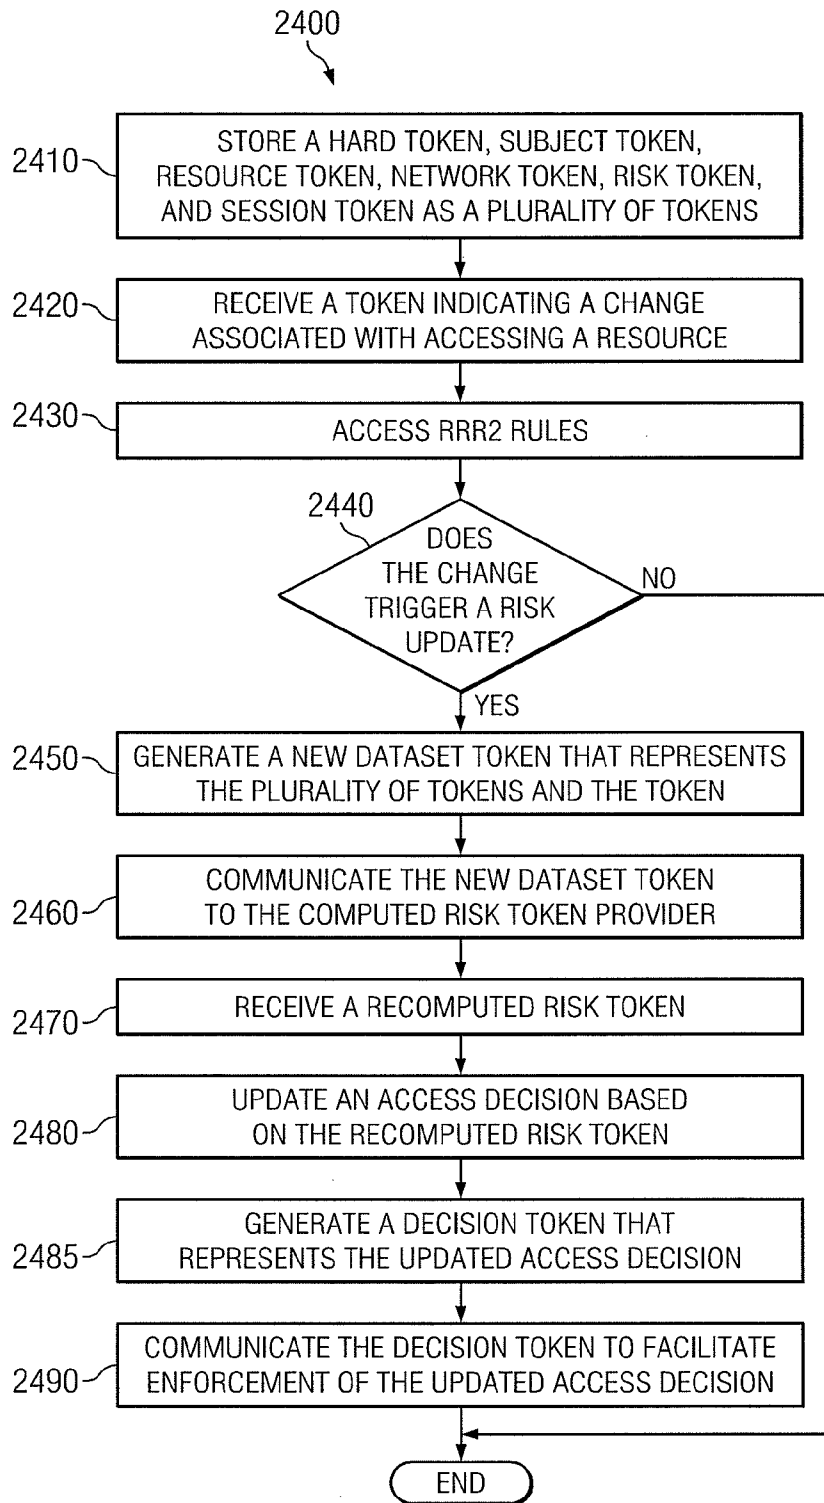 2400
2410
STORE A HARD TOKEN, SUBJECT TOKEN,
RESOURCE TOKEN, NETWORK TOKEN, RISK TOKEN,
AND SESSION TOKEN AS A PLURALITY OF TOKENS
2420
RECEIVE A TOKEN INDICATING A CHANGE
ASSOCIATED WITH ACCESSING A RESOURCE
2430
ACCESS RRR2 RULES
2440
DOES
THE CHANGE
TRIGGER A RISK
UPDATE?
NO
YES
2450
GENERATE A NEW DATASET TOKEN THAT REPRESENTS
THE PLURALITY OF TOKENS AND THE TOKEN
2460
COMMUNICATE THE NEW DATASET TOKEN
TO THE COMPUTED RISK TOKEN PROVIDER
2470
RECEIVE A RECOMPUTED RISK TOKEN
2480
UPDATE AN ACCESS DECISION BASED
ON THE RECOMPUTED RISK TOKEN
2485
GENERATE A DECISION TOKEN THAT
REPRESENTS THE UPDATED ACCESS DECISION
2490
COMMUNICATE THE DECISION TOKEN TO FACILITATE
ENFORCEMENT OF THE UPDATED ACCESS DECISION
END